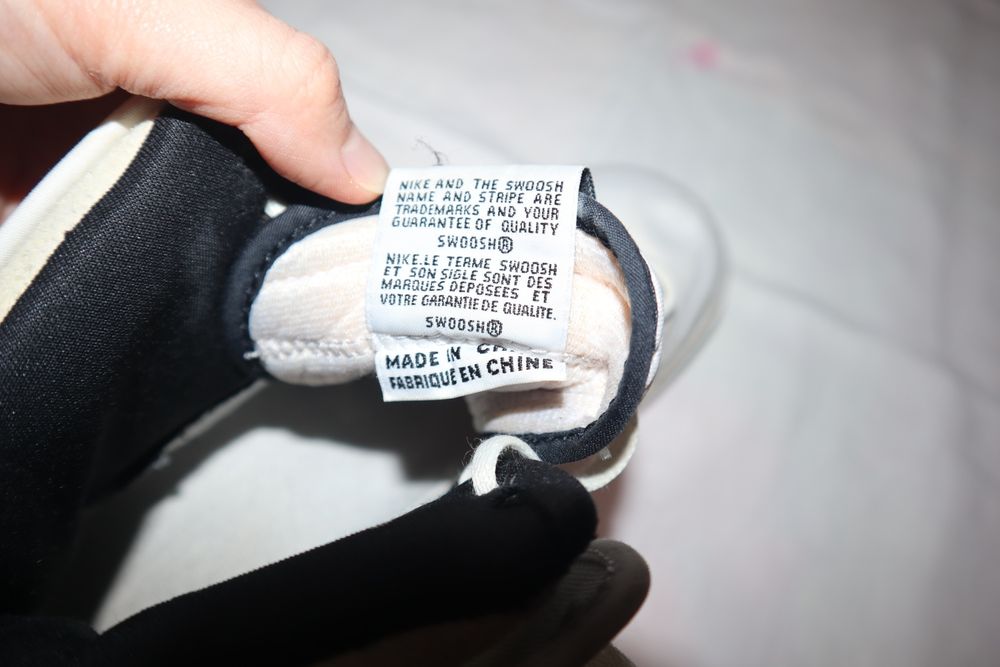 NIKE AND THE SWOOSH
NAME AND STRIPE ARE
TRADEMARKS AND YOUR
GUARANTEE OF QUALITY
SWOOSH®
NIKE.LE TERME SWOOSH
ET SON SIGLE SONT DES
MARQUES DEPOSEES ET
VOTRE GARANTIE DE QUALITE.
SWOOSH®
MADE IN
FABRIQUE EN CHINE